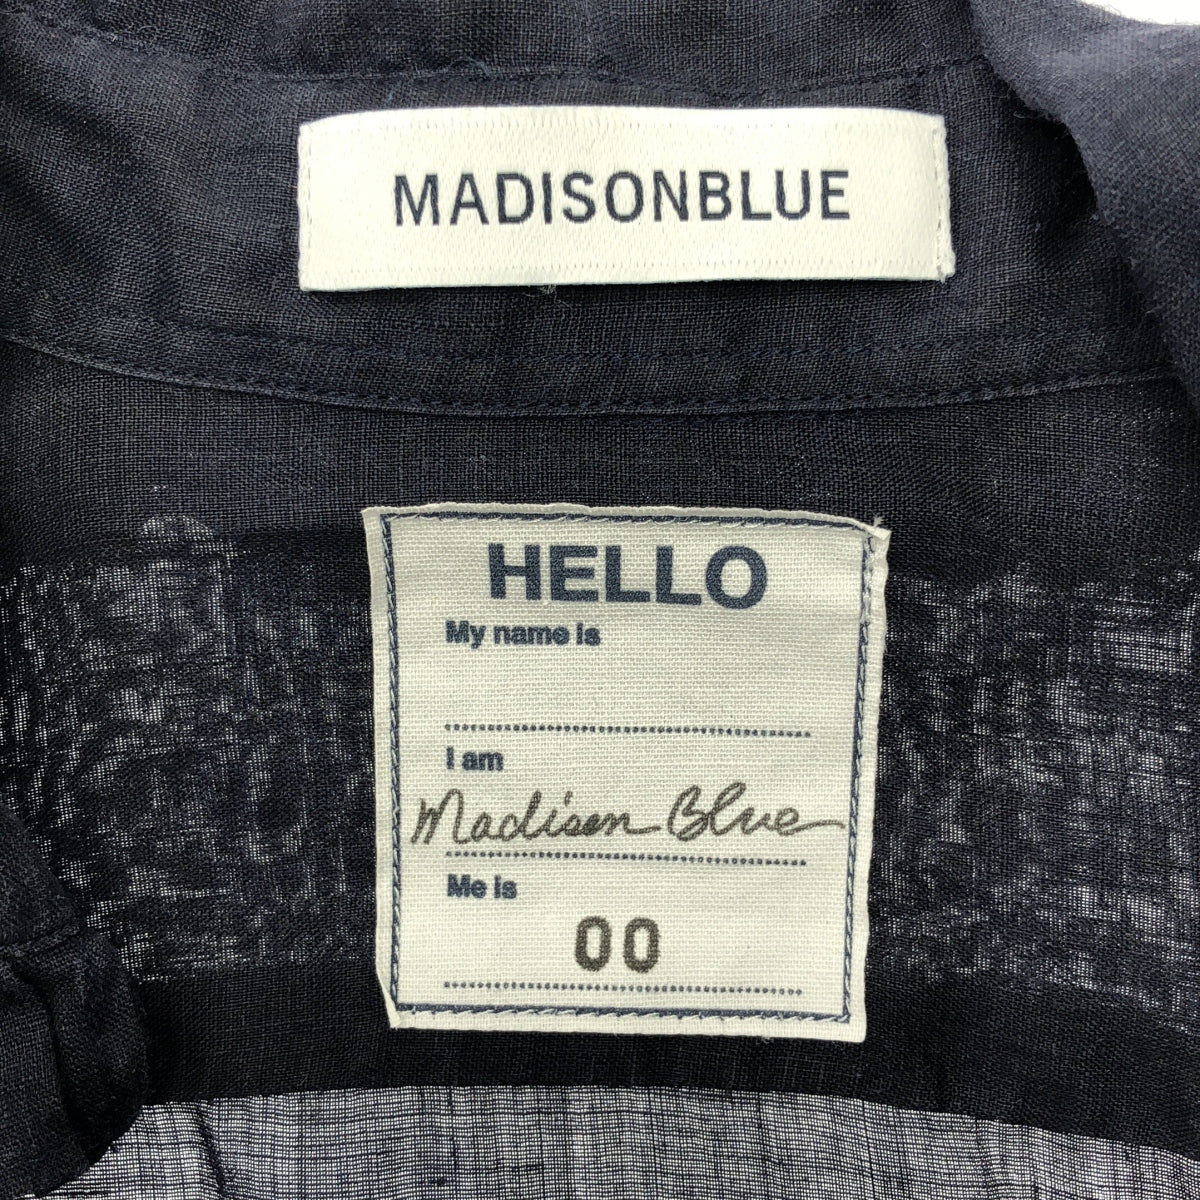 MADISONBLUE
HELLO
My name is
I am
Madison Blue
Me is
00